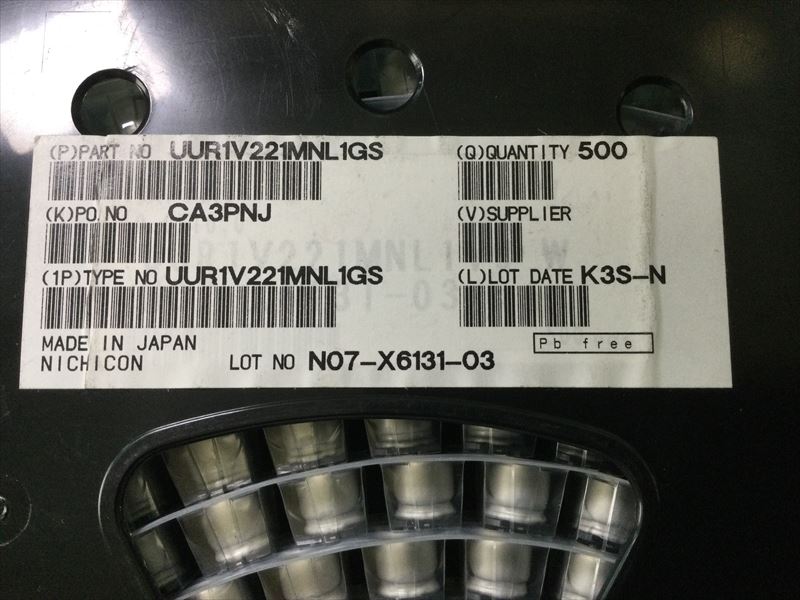 (P)PART NO UUR1V221MNL1GS (Q)QUANTITY 500
(K)PO.NO CA3PNJ (V)SUPPLIER
(1P)TYPE NO UUR1V221MNL1GS (L)LOT DATE K3S-N
MADE IN JAPAN Pb free
NICHICON LOT NO N07-X6131-03